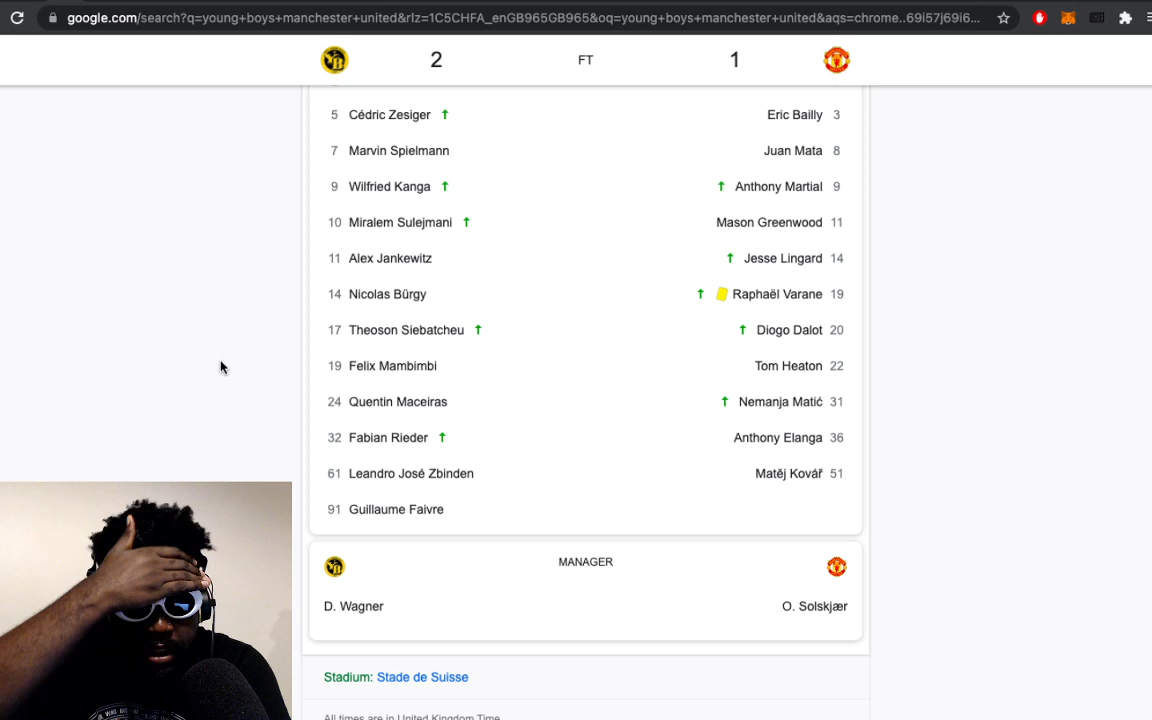 google.com/search?q=young+boys+manchester+united&rlz=1C5CHFA_enGB965GB965&oq=young+boys+manchester+united&aqs=chrome..69i57j69i6...
2 FT 1
5 Cédric Zesiger ↑ Eric Bailly 3
7 Marvin Spielmann Juan Mata 8
9 Wilfried Kanga ↑ ↑ Anthony Martial 9
10 Miralem Sulejmani ↑ Mason Greenwood 11
11 Alex Jankewitz ↑ Jesse Lingard 14
14 Nicolas Bürgy ↑ Raphaël Varane 19
17 Theoson Siebatcheu ↑ ↑ Diogo Dalot 20
19 Felix Mambimbi Tom Heaton 22
24 Quentin Maceiras ↑ Nemanja Matić 31
32 Fabian Rieder ↑ Anthony Elanga 36
61 Leandro José Zbinden Matěj Kovář 51
91 Guillaume Faivre
MANAGER
D. Wagner O. Solskjær
Stadium: Stade de Suisse
All times are in United Kingdom Time